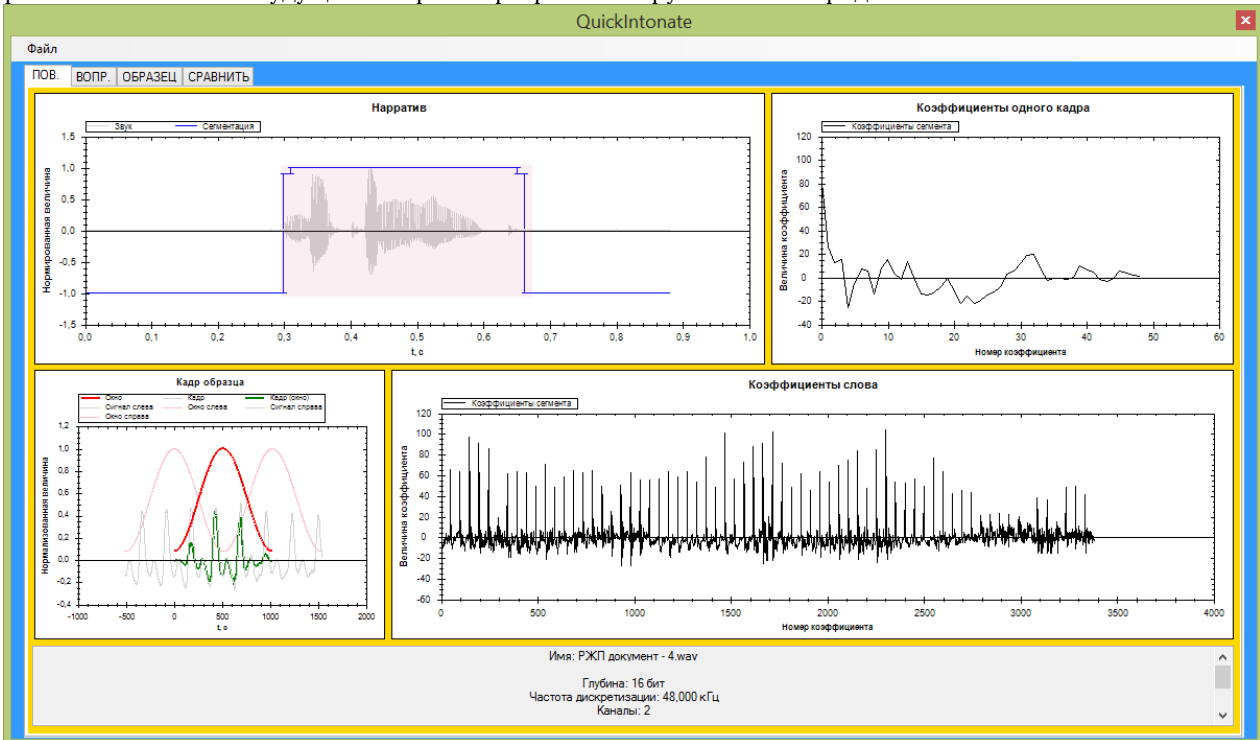 QuickIntonate
Файл
ПОВ. ВОПР. ОБРАЗЕЦ СРАВНИТЬ
Нарратив
Звук Сегментация
Нормированная величина
1,5
1,0
0,5
0,0
-0,5
-1,0
-1,5
0,0 0,1 0,2 0,3 0,4 0,5 0,6 0,7 0,8 0,9 1,0
t, с
Коэффициенты одного кадра
Коэффициенты сегмента
Величина коэффициента
120
100
80
60
40
20
0
-20
-40
0 10 20 30 40 50 60
Номер коэффициента
Кадр образца
Окно Кадр Кадр (окно)
Сигнал слева Окно слева Сигнал справа
Окно справа
Нормализованная величина
1,2
1,0
0,8
0,6
0,4
0,2
0,0
-0,2
-0,4
-1000 -500 0 500 1000 1500 2000
t, с
Коэффициенты слова
Коэффициенты сегмента
Величина коэффициента
120
100
80
60
40
20
0
-20
-40
-60
0 500 1000 1500 2000 2500 3000 3500 4000
Номер коэффициента
Имя: РЖП документ - 4.wav
Глубина: 16 бит
Частота дискретизации: 48,000 кГц
Каналы: 2